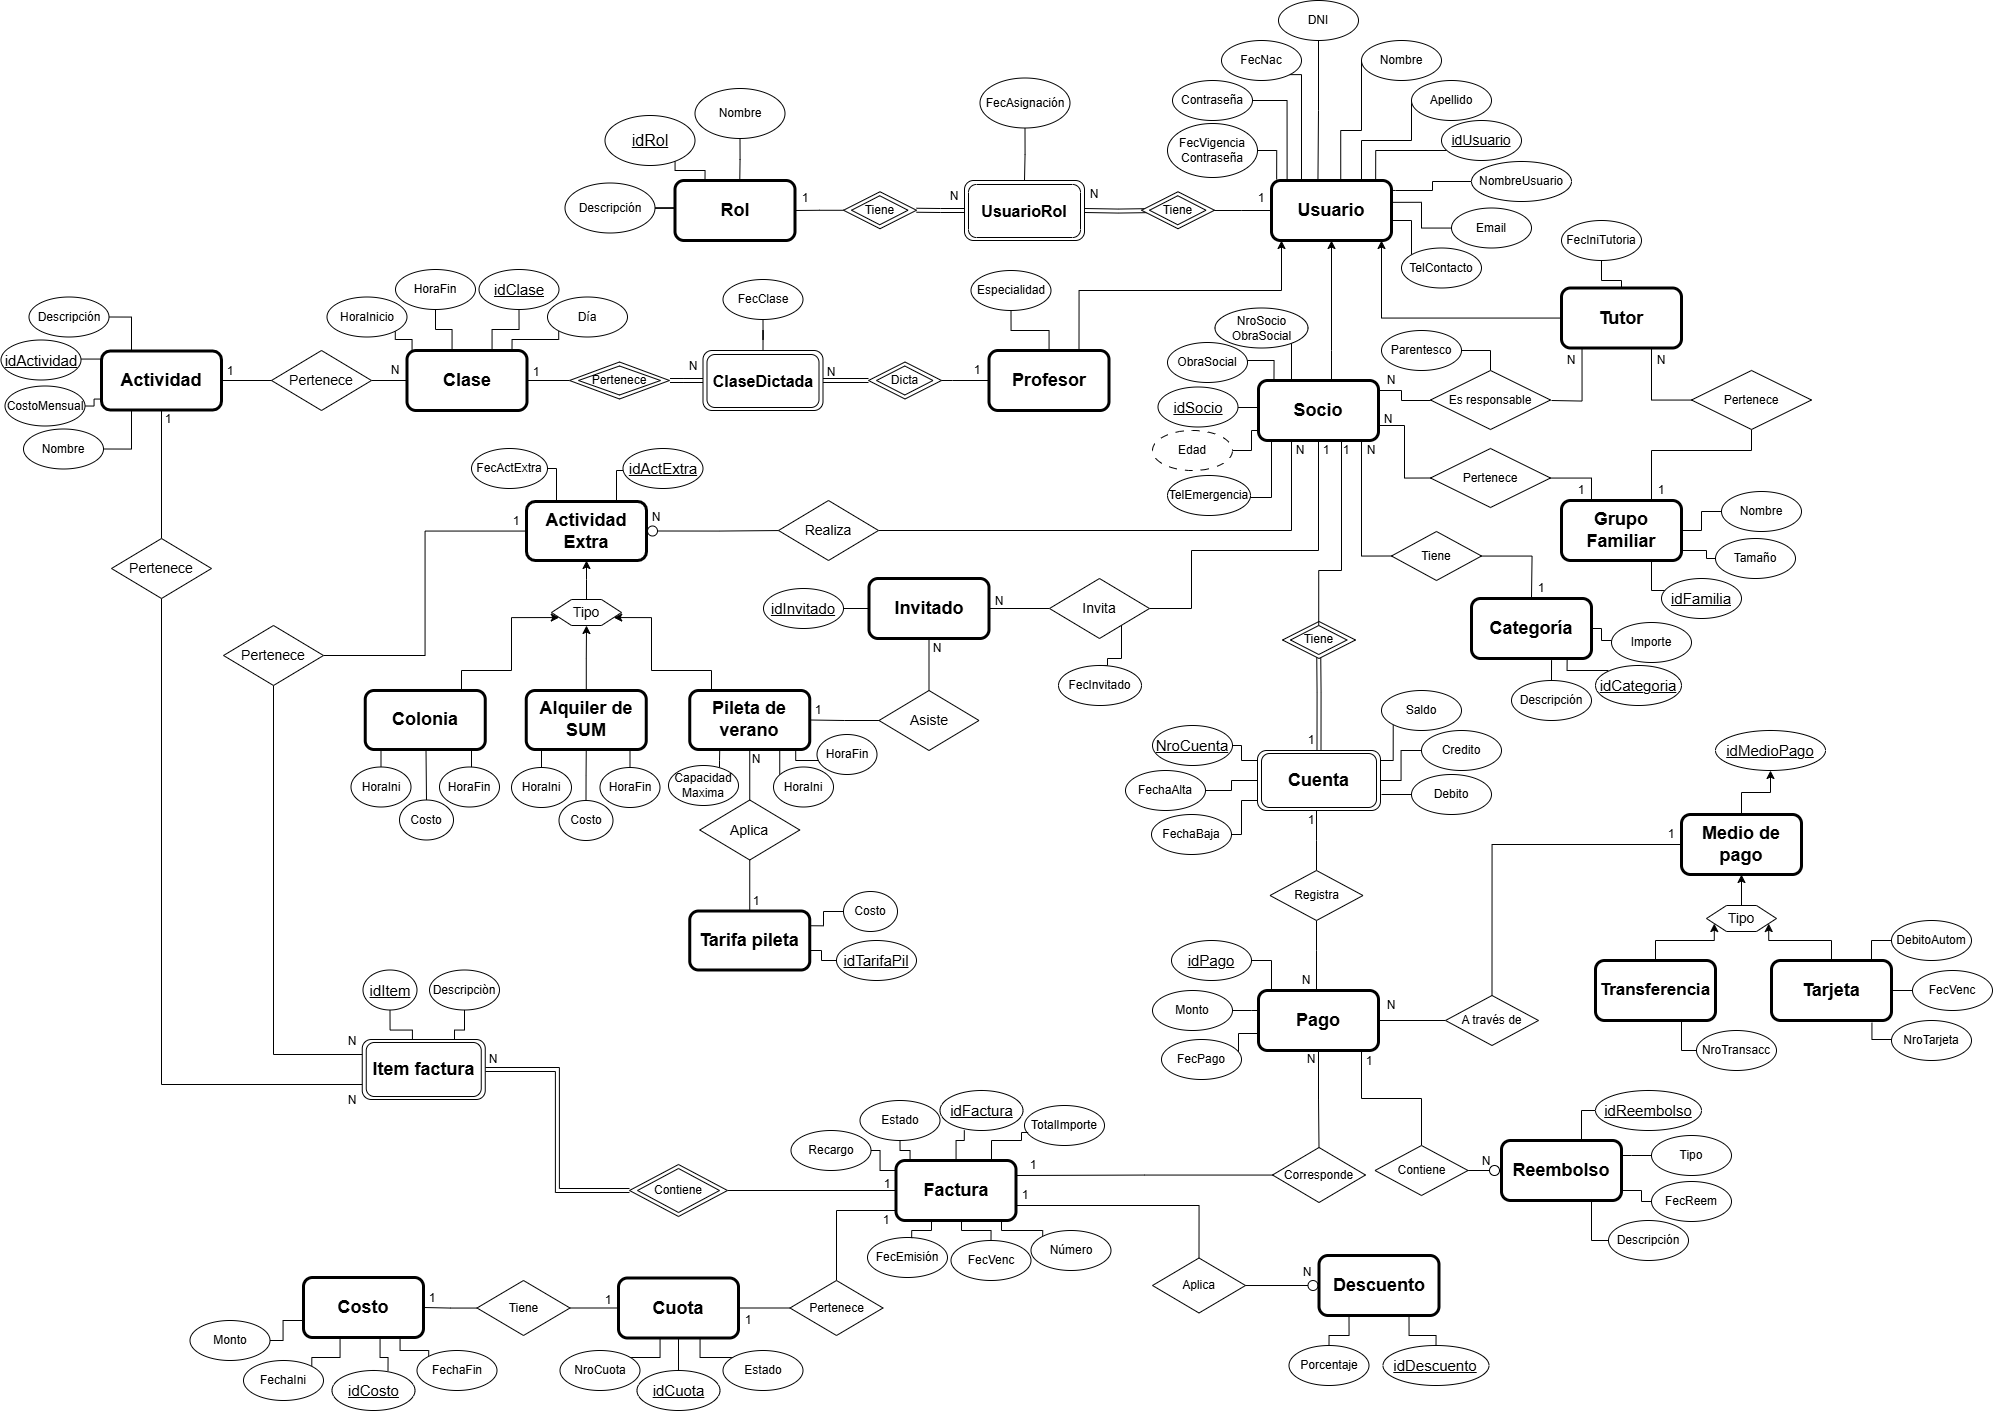 DNI
FecNac
Nombre
Contraseña
Apellido
FecVigencia
Contraseña
idUsuario
NombreUsuario
Email
TelContacto
Usuario
1
Tiene
N
UsuarioRol
FecAsignación
N
Tiene
1
Rol
idRol
Nombre
Descripción
FecIniTutoria
Tutor
N
N
Parentesco
Es responsable
N
Pertenece
1
Descripción
idActividad
CostoMensual
Nombre
Actividad
1
1
Pertenece
N
HoraInicio
HoraFin
idClase
Día
Clase
1
Pertenece
N
FecClase
ClaseDictada
N
Dicta
1
Especialidad
Profesor
NroSocio
ObraSocial
ObraSocial
idSocio
Edad
TelEmergencia
Socio
N
N
1
1
N
Pertenece
1
Grupo
Familiar
Nombre
Tamaño
idFamilia
FecActExtra
idActExtra
Actividad
Extra
1
N
Realiza
Pertenece
Pertenece
Tipo
Invitado
idInvitado
N
N
Invita
FecInvitado
Asiste
1
Tiene
1
Categoría
Importe
idCategoria
Descripción
Tiene
1
Colonia
HoraIni
Costo
HoraFin
Alquiler de
SUM
HoraIni
Costo
HoraFin
Pileta de
verano
Capacidad
Maxima
HoraIni
HoraFin
N
Aplica
1
Tarifa pileta
Costo
idTarifaPil
Cuenta
NroCuenta
FechaAlta
FechaBaja
Saldo
Credito
Debito
1
Registra
N
idMedioPago
Medio de
pago
1
Tipo
Transferencia
NroTransacc
Tarjeta
DebitoAutom
FecVenc
NroTarjeta
idPago
Monto
FecPago
Pago
N
A través de
N
1
idItem
Descripciòn
Item factura
N
N
N
Contiene
1
Factura
Recargo
Estado
idFactura
TotalImporte
FecEmisión
FecVenc
Número
1
Corresponde
1
1
Contiene
N
Reembolso
idReembolso
Tipo
FecReem
Descripción
Aplica
N
Descuento
Porcentaje
idDescuento
Costo
Monto
FechaIni
idCosto
FechaFin
1
Tiene
1
Cuota
NroCuota
idCuota
Estado
1
Pertenece